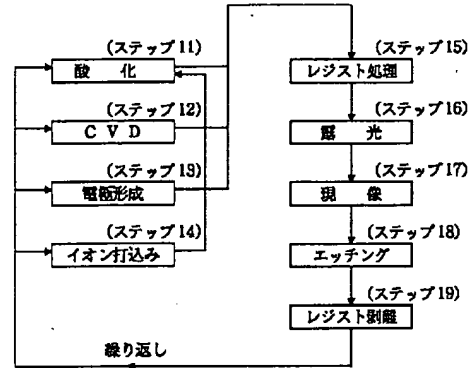 (ステップ11)
酸化
(ステップ12)
CVD
(ステップ13)
電極形成
(ステップ14)
イオン打込み
(ステップ15)
レジスト処理
(ステップ16)
露光
(ステップ17)
現像
(ステップ18)
エッチング
(ステップ19)
レジスト剥離
繰り返し